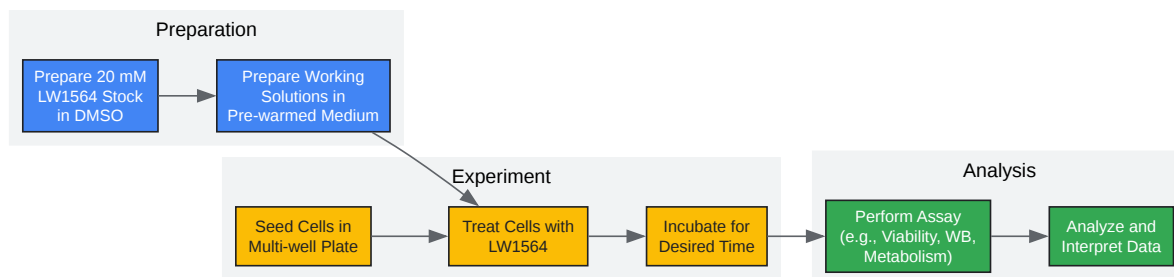 Preparation
Prepare 20 mM
LW1564 Stock
in DMSO
Prepare Working
Solutions in
Pre-warmed Medium
Experiment
Seed Cells in
Multi-well Plate
Treat Cells with
LW1564
Incubate for
Desired Time
Analysis
Perform Assay
(e.g., Viability, WB,
Metabolism)
Analyze and
Interpret Data